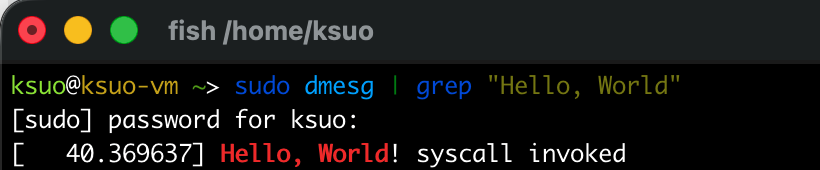 fish /home/ksuo
ksuo@ksuo-vm ~> sudo dmesg | grep "Hello, World"
[sudo] password for ksuo:
[   40.369637] Hello, World! syscall invoked